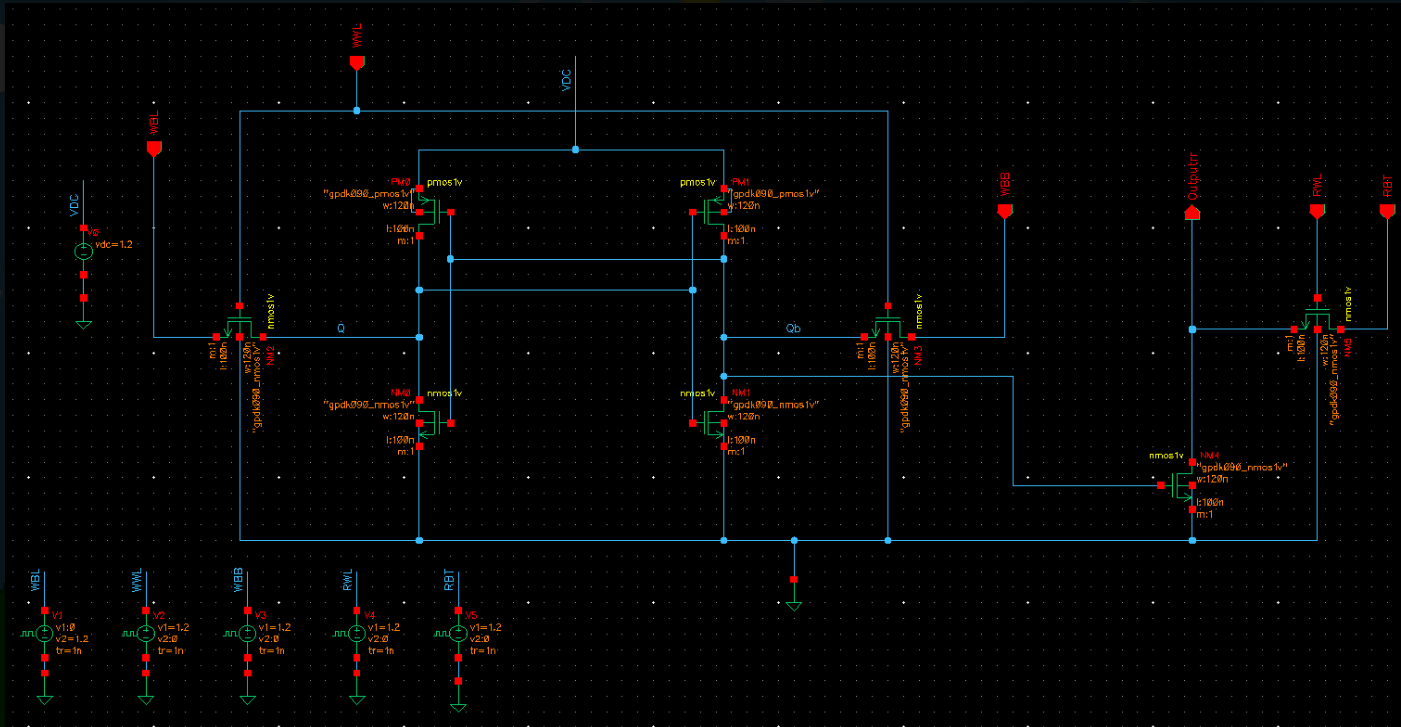 WWL
VDC
WBL
PM0
pmos1v
"gpdk090_pmos1v"
w:120n
l:100n
m:1
pmos1v
PM1
"gpdk090_pmos1v"
w:120n
l:100n
m:1
WBB
Outputrr
RWL
RBT
VDC
V0
vdc=1.2
nmos1v
m:1
l:100n
w:120n
"gpdk090_nmos1v"
NM2
Q
Qb
nmos1v
m:1
l:100n
w:120n
"gpdk090_nmos1v"
NM3
nmos1v
m:1
l:100n
w:120n
"gpdk090_nmos1v"
NM5
NM0
nmos1v
"gpdk090_nmos1v"
w:120n
l:100n
m:1
nmos1v
NM1
"gpdk090_nmos1v"
w:120n
l:100n
m:1
nmos1v
NM4
"gpdk090_nmos1v"
w:120n
l:100n
m:1
WBL
V1
v1:0
v2=1.2
tr=1n
WWL
V2
v1=1.2
v2:0
tr=1n
WBB
V3
v1=1.2
v2:0
tr=1n
RWL
V4
v1=1.2
v2:0
tr=1n
RBT
V5
v1=1.2
v2:0
tr=1n